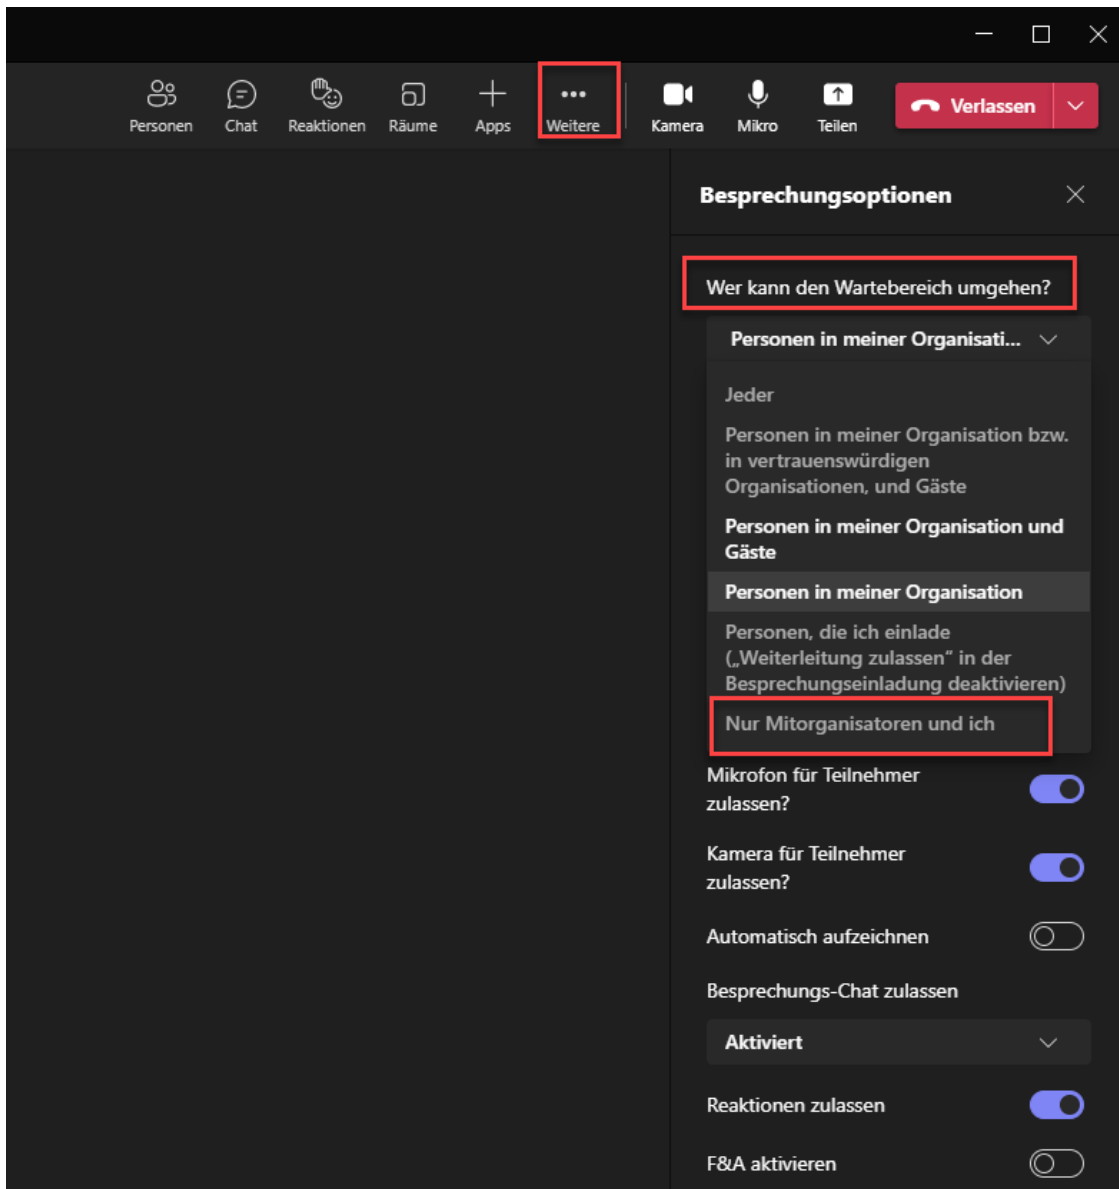 Personen Chat Reaktionen Räume Apps Weitere Kamera Mikro Teilen Verlassen
Besprechungsoptionen
Wer kann den Wartebereich umgehen?
Personen in meiner Organisati...
Jeder
Personen in meiner Organisation bzw.
in vertrauenswürdigen
Organisationen, und Gäste
Personen in meiner Organisation und
Gäste
Personen in meiner Organisation
Personen, die ich einlade
(„Weiterleitung zulassen“ in der
Besprechungseinladung deaktivieren)
Nur Mitorganisatoren und ich
Mikrofon für Teilnehmer
zulassen?
Kamera für Teilnehmer
zulassen?
Automatisch aufzeichnen
Besprechungs-Chat zulassen
Aktiviert
Reaktionen zulassen
F&A aktivieren